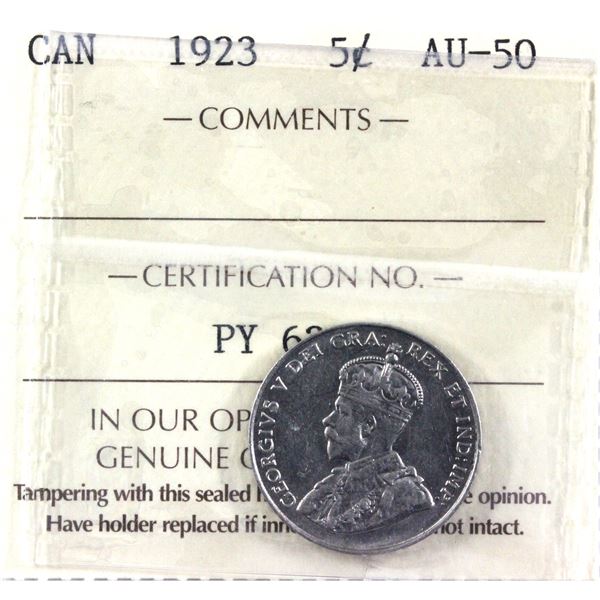 CAN 1923 5¢ AU-50
— COMMENTS —
— CERTIFICATION NO. —
PY
GEORGIVS V DEI GRA: REX ET IND:IMP:
IN OUR
GENUINE
Tampering with this sealed opinion.
Have holder replaced if not intact.